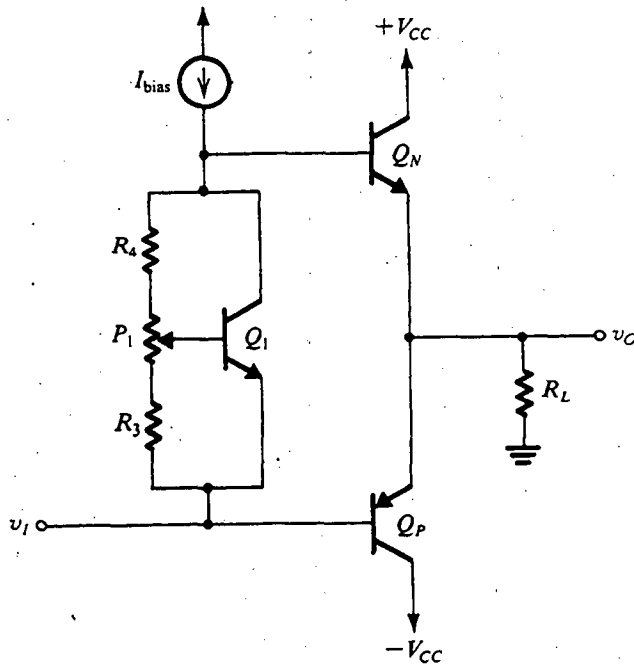 +V_CC
I_bias
Q_N
R_4
P_1
Q_1
v_O
R_L
R_3
v_I
Q_P
−V_CC